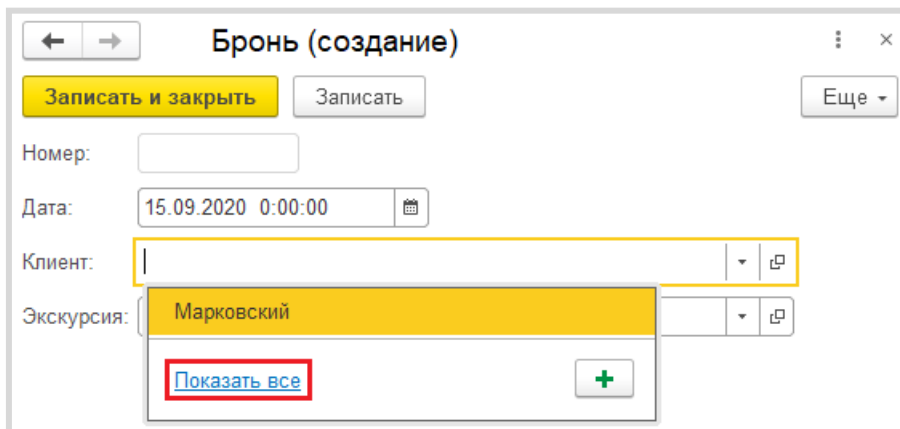 Бронь (создание)
Записать и закрыть Записать Еще
Номер:
Дата: 15.09.2020 0:00:00
Клиент:
Экскурсия: Марковский
Показать все